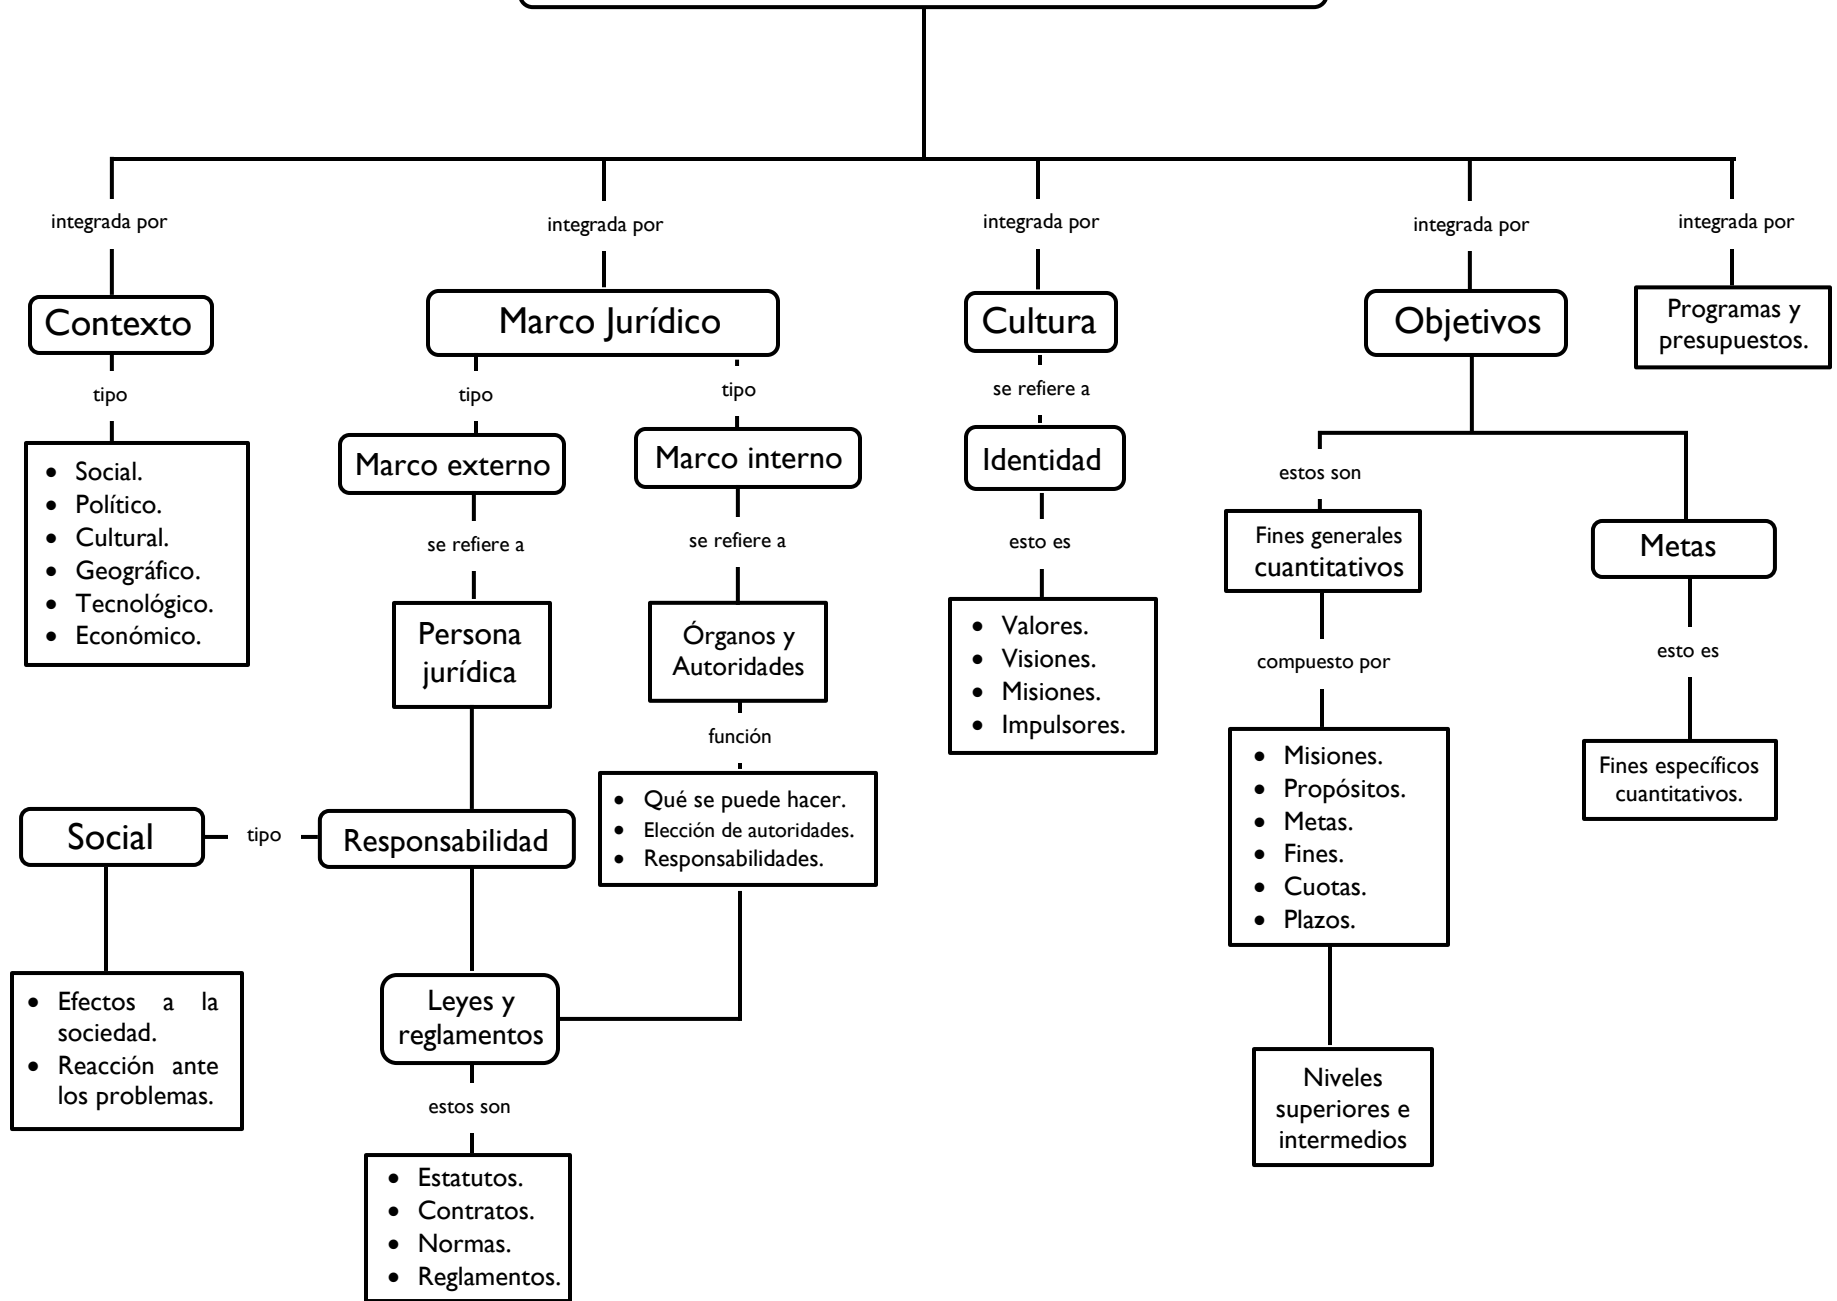 integrada por
integrada por
integrada por
integrada por
integrada por
Contexto
Marco Jurídico
Cultura
Objetivos
Programas y
presupuestos.
tipo
tipo
tipo
se refiere a
• Social.
• Político.
• Cultural.
• Geográfico.
• Tecnológico.
• Económico.
Marco externo
Marco interno
Identidad
estos son
se refiere a
se refiere a
esto es
Fines generales
cuantitativos
Metas
Persona
jurídica
Órganos y
Autoridades
• Valores.
• Visiones.
• Misiones.
• Impulsores.
compuesto por
esto es
función
• Misiones.
• Propósitos.
• Metas.
• Fines.
• Cuotas.
• Plazos.
Fines específicos
cuantitativos.
Social
tipo
Responsabilidad
• Qué se puede hacer.
• Elección de autoridades.
• Responsabilidades.
• Efectos a la
sociedad.
• Reacción ante
los problemas.
Leyes y
reglamentos
Niveles
superiores e
intermedios
estos son
• Estatutos.
• Contratos.
• Normas.
• Reglamentos.